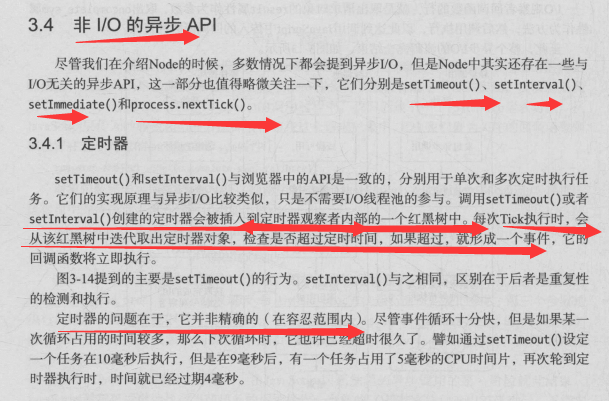 3.4 非 I/O 的异步 API
尽管我们在介绍Node的时候，多数情况下都会提到异步I/O，但是Node中其实还存在一些与
I/O无关的异步API，这一部分也值得略微关注一下，它们分别是setTimeout()、setInterval()、
setImmediate()和process.nextTick()。
3.4.1 定时器
setTimeout()和setInterval()与浏览器中的API是一致的，分别用于单次和多次定时执行任
务。它们的实现原理与异步I/O比较类似，只是不需要I/O线程池的参与。调用setTimeout()或者
setInterval()创建的定时器会被插入到定时器观察者内部的一个红黑树中。每次Tick执行时，会
从该红黑树中迭代取出定时器对象，检查是否超过定时时间，如果超过，就形成一个事件，它的
回调函数将立即执行。
图3-14提到的主要是setTimeout()的行为。setInterval()与之相同，区别在于后者是重复性
的检测和执行。
定时器的问题在于，它并非精确的（在容忍范围内）。尽管事件循环十分快，但是如果某一
次循环占用的时间较多，那么下次循环时，它也许已经超时很久了。譬如通过setTimeout()设定
一个任务在10毫秒后执行，但是在9毫秒后，有一个任务占用了5毫秒的CPU时间片，再次轮到定
时器执行时，时间就已经过期4毫秒。